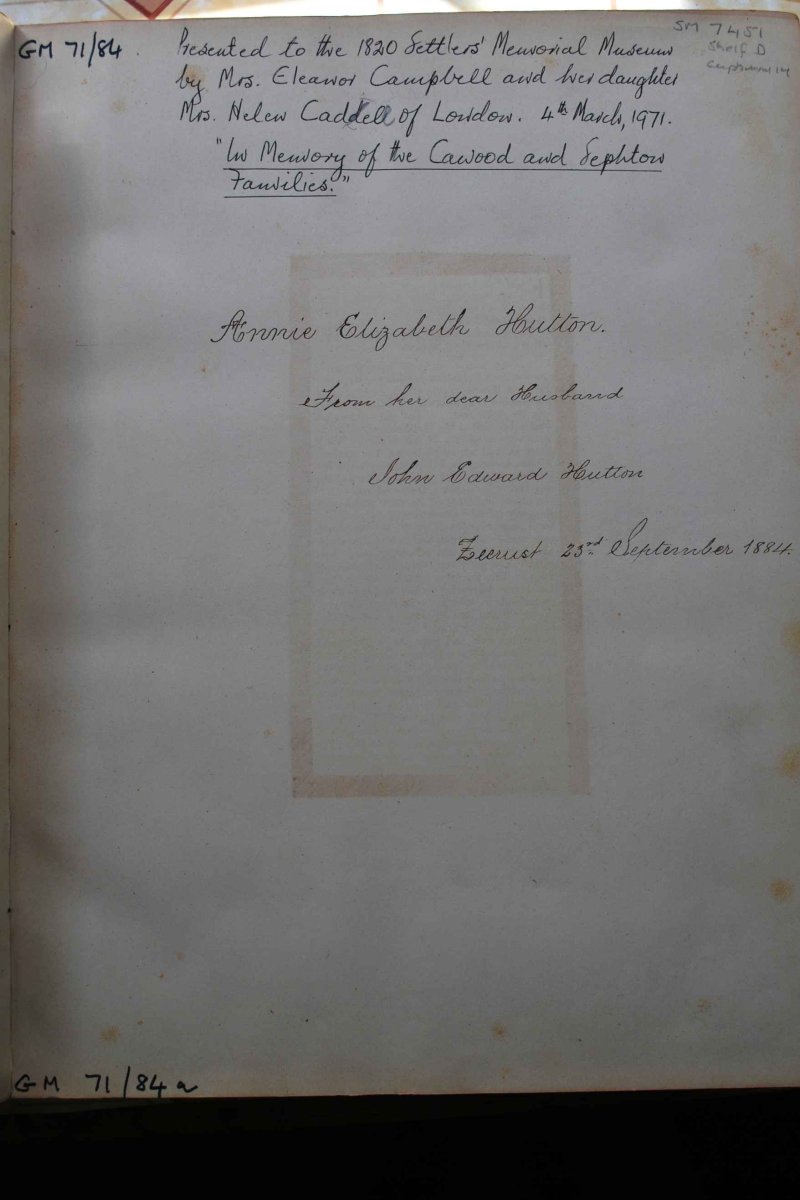 GM 71/84.
SM 7451
Shelf D
Presented to the 1820 Settlers' Memorial Museum
by Mrs. Eleanor Campbell and her daughter
Mrs. Helen Caddell of London. 4th March, 1971.
"In Memory of the Cawood and Sephton
Families."
Annie Elizabeth Hutton.
From her dear Husband
John Edward Hutton
Zeerust 23rd September 1884.
GM 71/84a